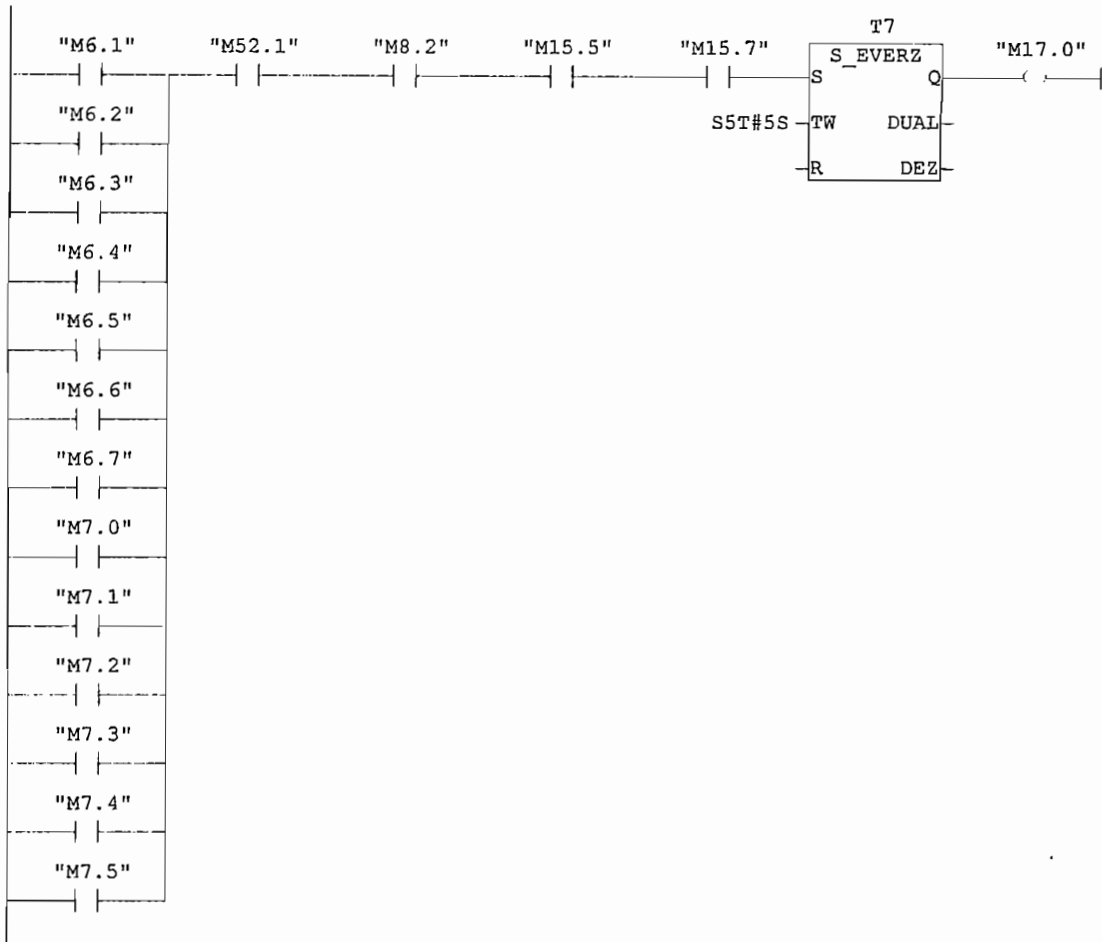 T7
"M6.1" "M52.1" "M8.2" "M15.5" "M15.7" S_EVERZ "M17.0"
S Q
"M6.2" S5T#5S TW DUAL
R DEZ
"M6.3"
"M6.4"
"M6.5"
"M6.6"
"M6.7"
"M7.0"
"M7.1"
"M7.2"
"M7.3"
"M7.4"
"M7.5"